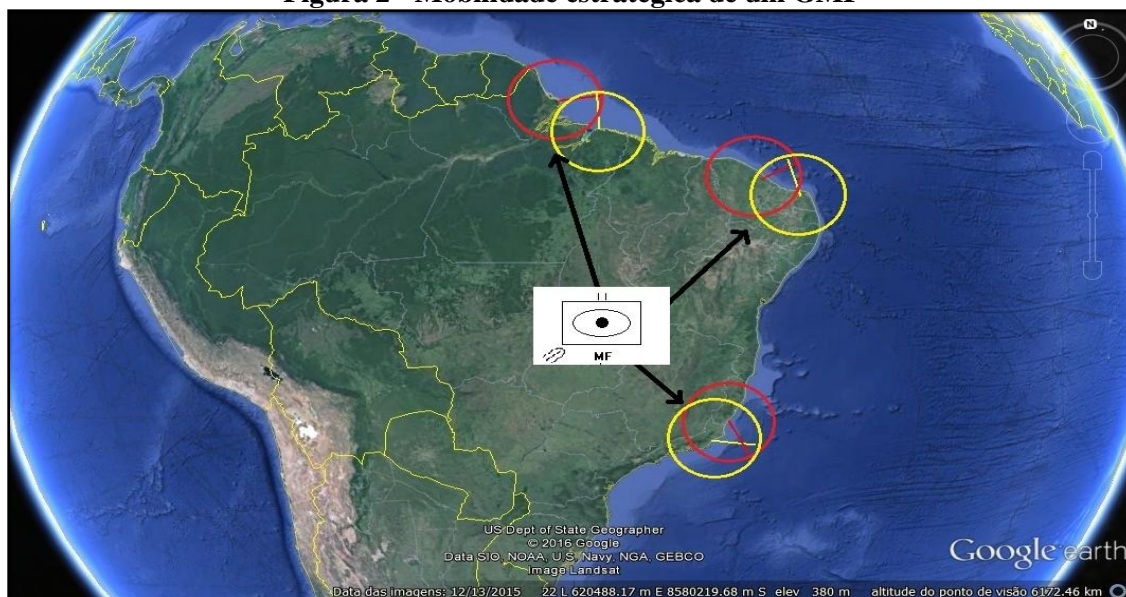 Figura 2 - Mobilidade estratégica de um GMF
N
MF
US Dept of State Geographer
© 2016 Google
Data SIO, NOAA, U.S. Navy, NGA, GEBCO
Image Landsat
Google earth
Data das imagens: 12/13/2015 22 L 620488.17 m E 8580219.68 m S elev 380 m altitude do ponto de visão 6172.46 km